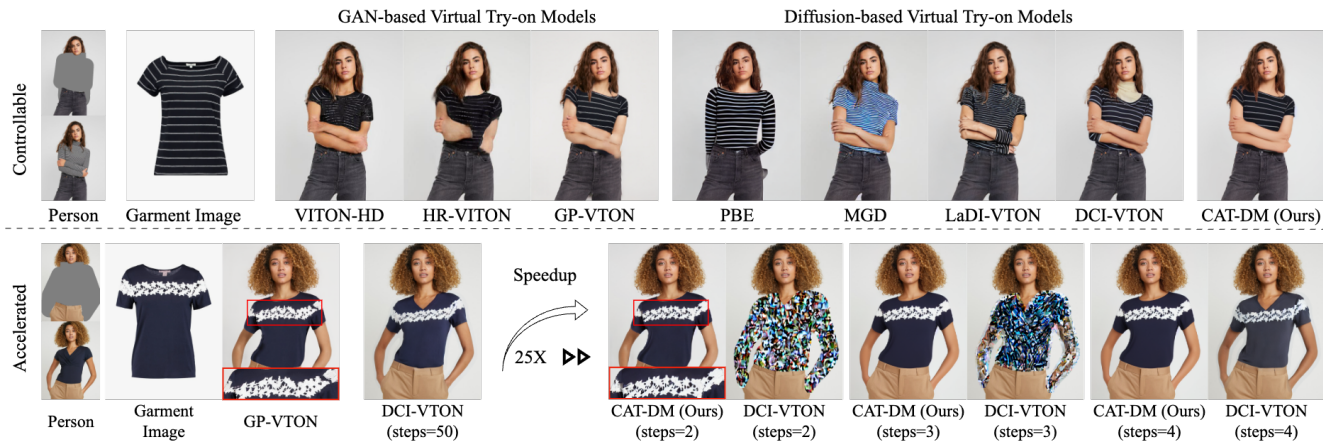 GAN-based Virtual Try-on Models
Diffusion-based Virtual Try-on Models
Controllable
Person
Garment Image
VITON-HD
HR-VITON
GP-VTON
PBE
MGD
LaDI-VTON
DCI-VTON
CAT-DM (Ours)
Accelerated
Person
Garment
Image
GP-VTON
DCI-VTON
(steps=50)
Speedup
25X
CAT-DM (Ours)
(steps=2)
DCI-VTON
(steps=2)
CAT-DM (Ours)
(steps=3)
DCI-VTON
(steps=3)
CAT-DM (Ours)
(steps=4)
DCI-VTON
(steps=4)